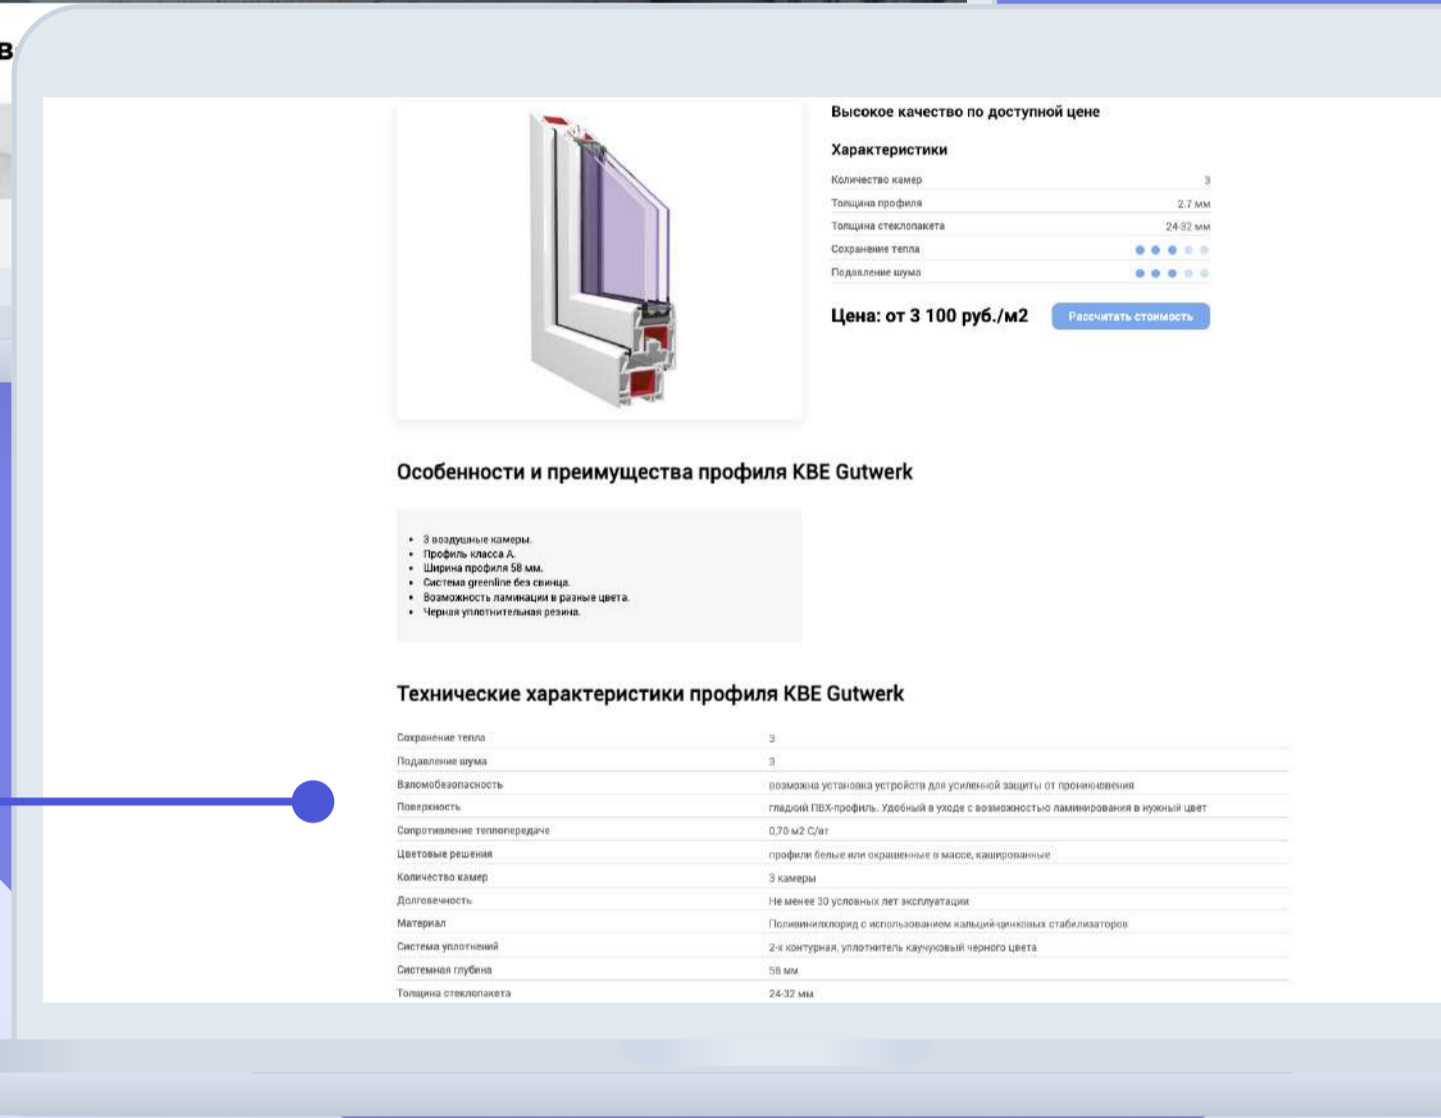 в
Высокое качество по доступной цене
Характеристики
Количество камер 3
Толщина профиля 2.7 мм
Толщина стеклопакета 24-32 мм
Сохранение тепла
Подавление шума
Цена: от 3 100 руб./м2 Рассчитать стоимость
Особенности и преимущества профиля KBE Gutwerk
• 3 воздушные камеры.
• Профиль класса А.
• Ширина профиля 58 мм.
• Система greenline без свинца.
• Возможность ламинации в разные цвета.
• Черная уплотнительная резина.
Технические характеристики профиля KBE Gutwerk
Сохранение тепла 3
Подавление шума 3
Взломобезопасность возможна установка устройств для усиленной защиты от проникновения
Поверхность гладкий ПВХ-профиль. Удобный в уходе с возможностью ламинирования в нужный цвет
Сопротивление теплопередаче 0,70 м2 С/вт
Цветовые решения профили белые или окрашенные в массе, кашированные
Количество камер 3 камеры
Долговечность Не менее 30 условных лет эксплуатации
Материал Поливинилхлорид с использованием кальций-цинковых стабилизаторов
Система уплотнений 2-х контурная, уплотнитель каучуковый черного цвета
Системная глубина 58 мм
Толщина стеклопакета 24-32 мм